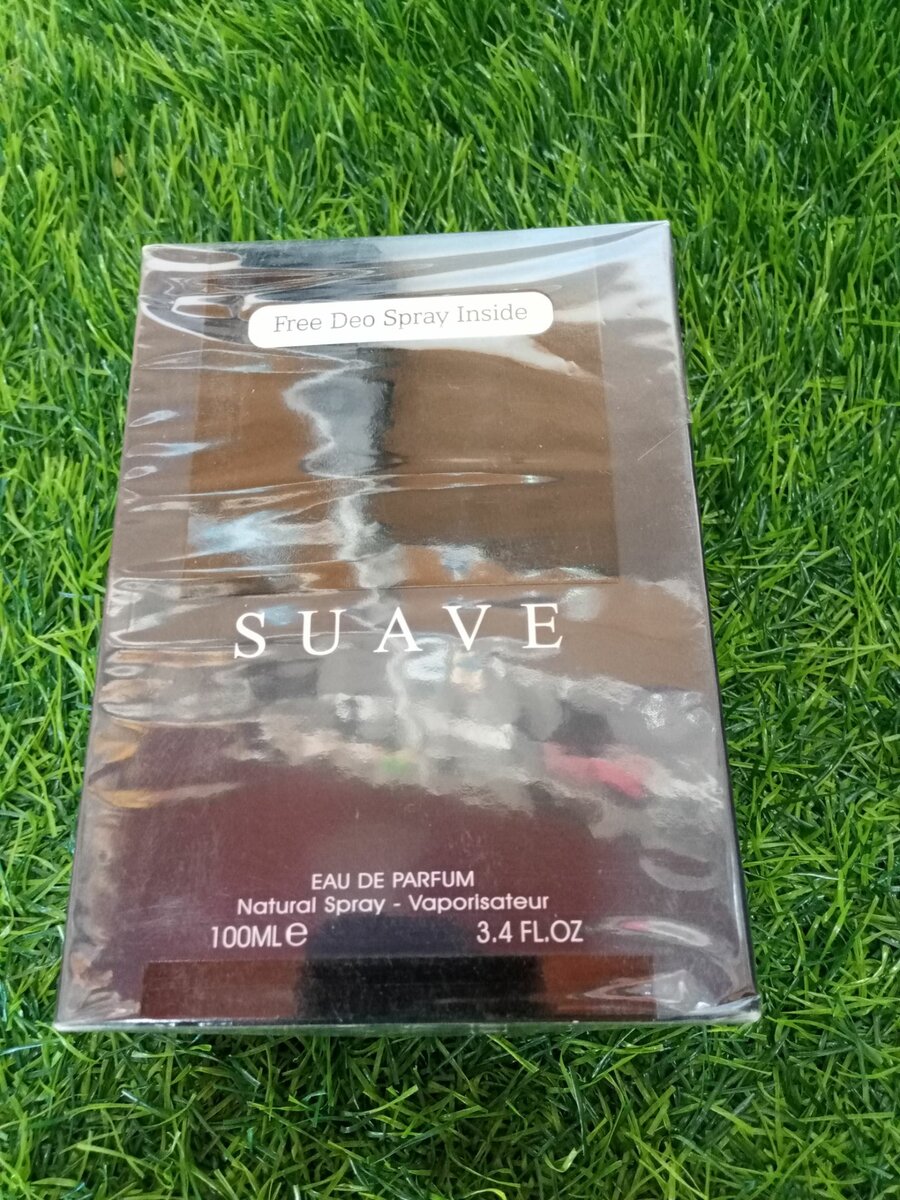 Free Deo Spray Inside
SUAVE
EAU DE PARFUM
Natural Spray - Vaporisateur
100ML e 3.4 FL.OZ